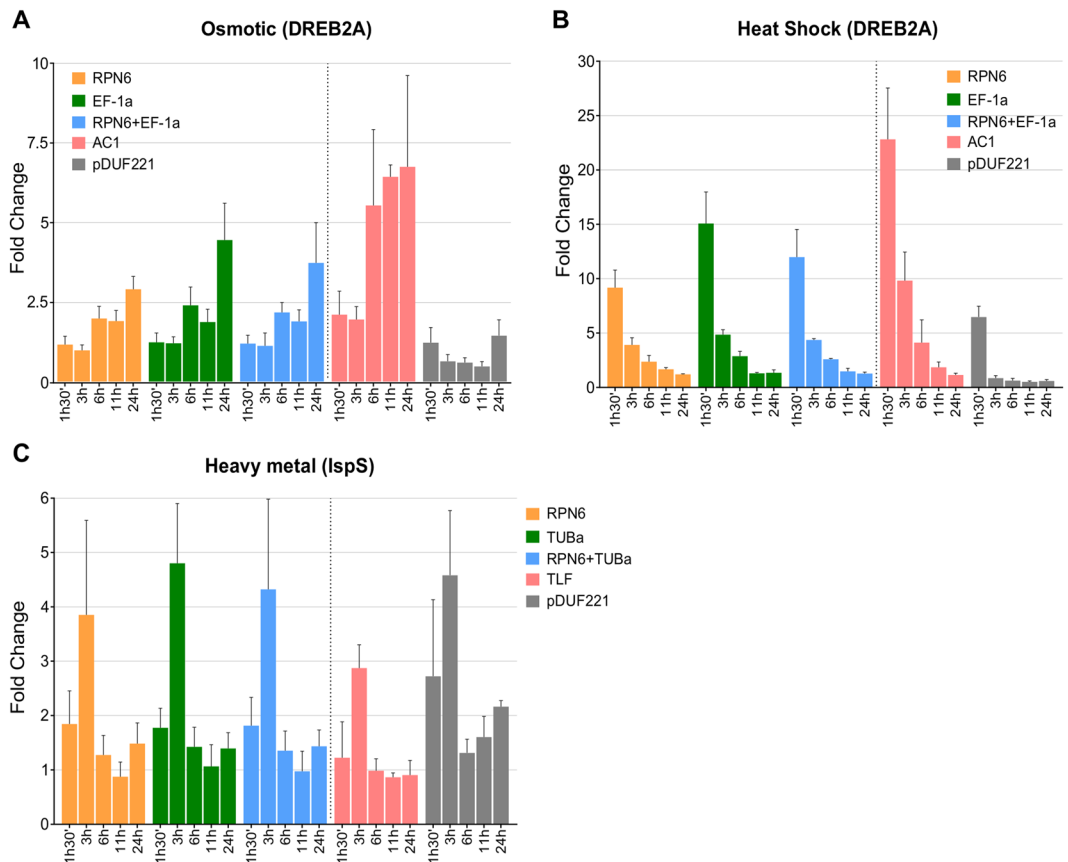 A
Osmotic (DREB2A)
Fold Change
10
7.5
5
2.5
0
RPN6
EF-1a
RPN6+EF-1a
AC1
pDUF221
1h30' 3h 6h 11h 24h 1h30' 3h 6h 11h 24h 1h30' 3h 6h 11h 24h 1h30' 3h 6h 11h 24h 1h30' 3h 6h 11h 24h
B
Heat Shock (DREB2A)
Fold Change
30
25
20
15
10
5
0
RPN6
EF-1a
RPN6+EF-1a
AC1
pDUF221
1h30' 3h 6h 11h 24h 1h30' 3h 6h 11h 24h 1h30' 3h 6h 11h 24h 1h30' 3h 6h 11h 24h 1h30' 3h 6h 11h 24h
C
Heavy metal (IspS)
Fold Change
6
5
4
3
2
1
0
RPN6
TUBa
RPN6+TUBa
TLF
pDUF221
1h30' 3h 6h 11h 24h 1h30' 3h 6h 11h 24h 1h30' 3h 6h 11h 24h 1h30' 3h 6h 11h 24h 1h30' 3h 6h 11h 24h